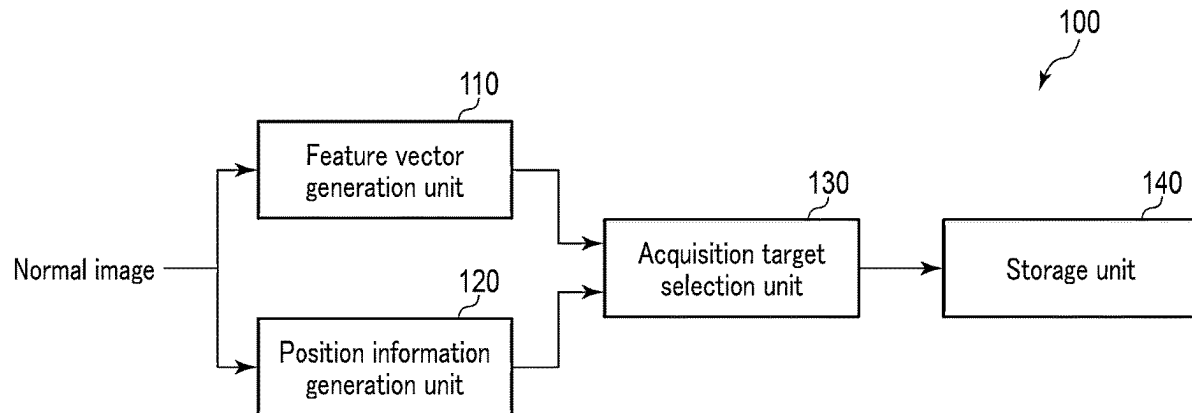 100
110
Feature vector
generation unit
130
140
Normal image
Acquisition target
selection unit
Storage unit
120
Position information
generation unit